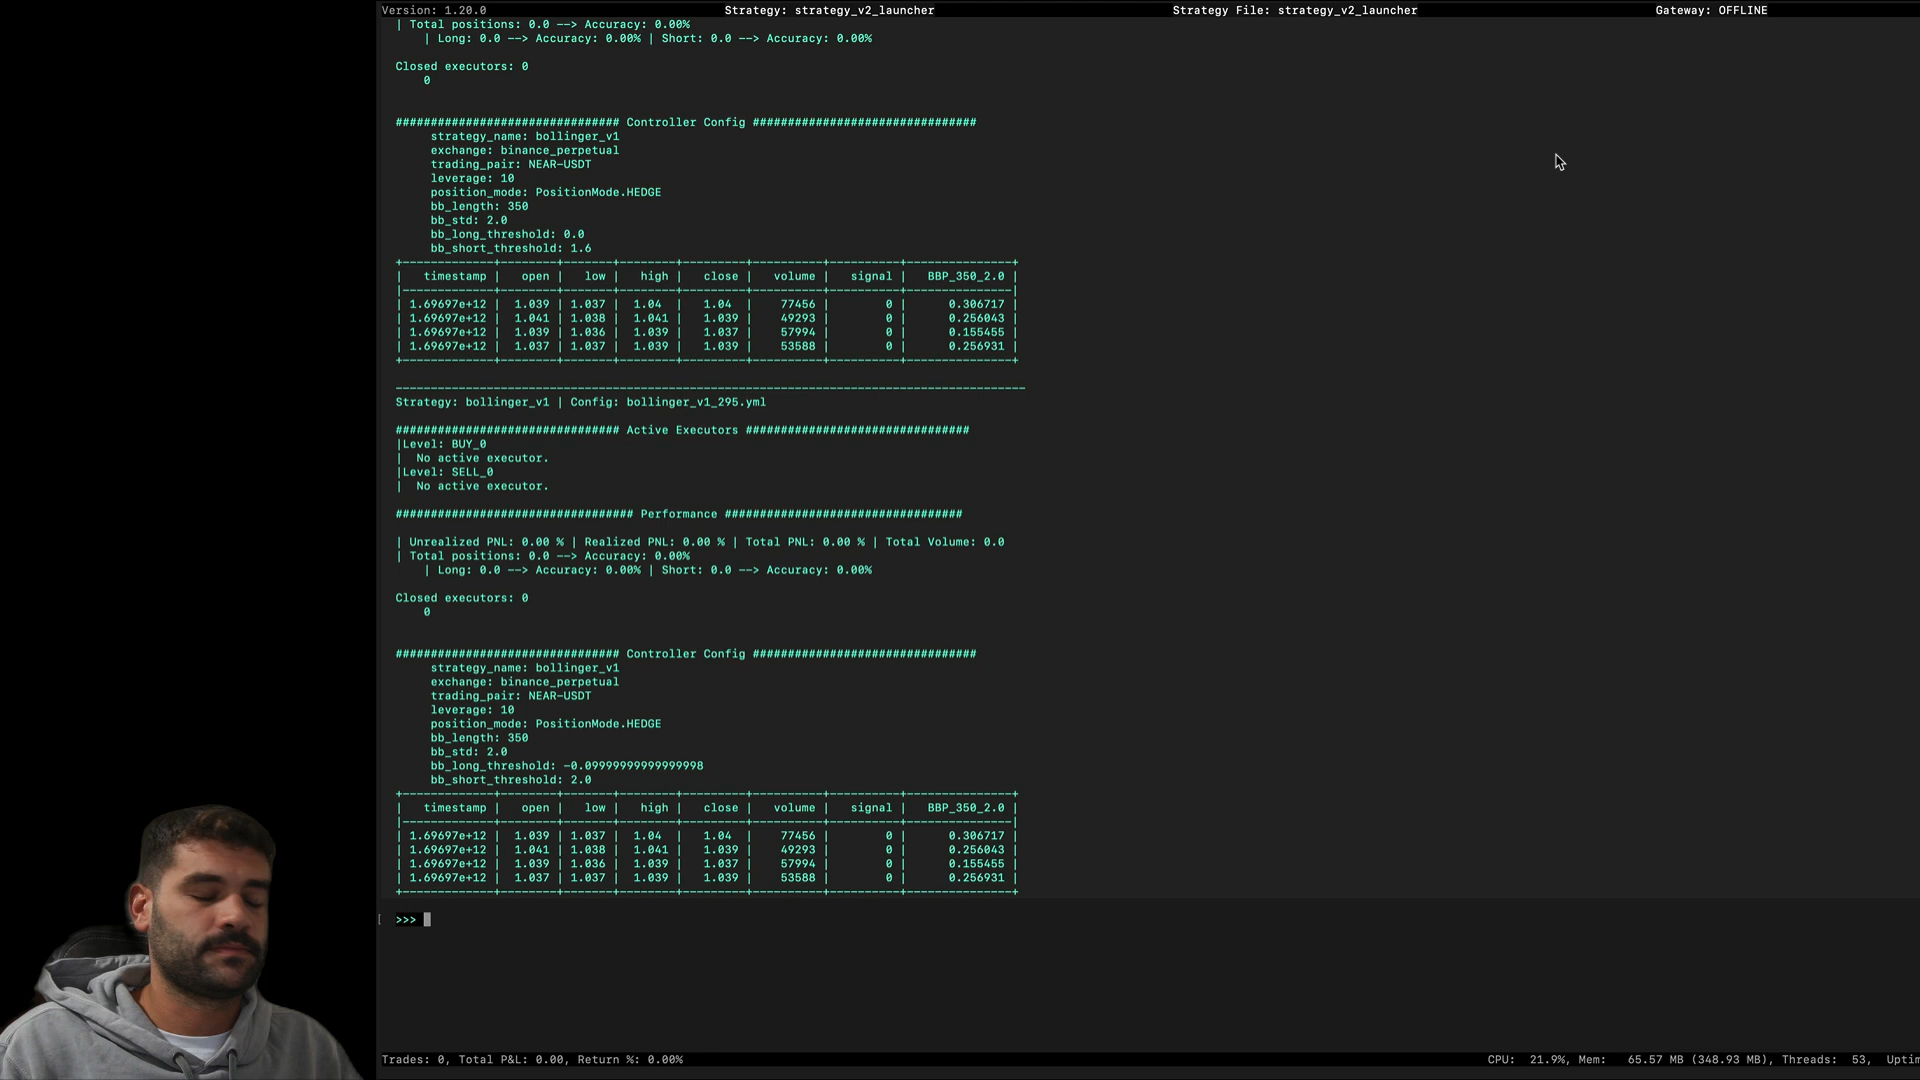 Version: 1.20.0 Strategy: strategy_v2_launcher Strategy File: strategy_v2_launcher Gateway: OFFLINE
| Total positions: 0.0 --> Accuracy: 0.00%
| Long: 0.0 --> Accuracy: 0.00% | Short: 0.0 --> Accuracy: 0.00%
Closed executors: 0
0
################################ Controller Config ################################
strategy_name: bollinger_v1
exchange: binance_perpetual
trading_pair: NEAR-USDT
leverage: 10
position_mode: PositionMode.HEDGE
bb_length: 350
bb_std: 2.0
bb_long_threshold: 0.0
bb_short_threshold: 1.6
| timestamp | open | low | high | close | volume | signal | BBP_350_2.0 |
| 1.69697e+12 | 1.039 | 1.037 | 1.04 | 1.04 | 77456 | 0 | 0.306717 |
| 1.69697e+12 | 1.041 | 1.038 | 1.041 | 1.039 | 49293 | 0 | 0.256043 |
| 1.69697e+12 | 1.039 | 1.036 | 1.039 | 1.037 | 57994 | 0 | 0.155455 |
| 1.69697e+12 | 1.037 | 1.037 | 1.039 | 1.039 | 53588 | 0 | 0.256931 |
Strategy: bollinger_v1 | Config: bollinger_v1_295.yml
################################ Active Executors ################################
|Level: BUY_0
| No active executor.
|Level: SELL_0
| No active executor.
################################## Performance ##################################
| Unrealized PNL: 0.00 % | Realized PNL: 0.00 % | Total PNL: 0.00 % | Total Volume: 0.0
| Total positions: 0.0 --> Accuracy: 0.00%
| Long: 0.0 --> Accuracy: 0.00% | Short: 0.0 --> Accuracy: 0.00%
Closed executors: 0
0
################################ Controller Config ################################
strategy_name: bollinger_v1
exchange: binance_perpetual
trading_pair: NEAR-USDT
leverage: 10
position_mode: PositionMode.HEDGE
bb_length: 350
bb_std: 2.0
bb_long_threshold: -0.09999999999999998
bb_short_threshold: 2.0
| timestamp | open | low | high | close | volume | signal | BBP_350_2.0 |
| 1.69697e+12 | 1.039 | 1.037 | 1.04 | 1.04 | 77456 | 0 | 0.306717 |
| 1.69697e+12 | 1.041 | 1.038 | 1.041 | 1.039 | 49293 | 0 | 0.256043 |
| 1.69697e+12 | 1.039 | 1.036 | 1.039 | 1.037 | 57994 | 0 | 0.155455 |
| 1.69697e+12 | 1.037 | 1.037 | 1.039 | 1.039 | 53588 | 0 | 0.256931 |
[ >>>
Trades: 0, Total P&L: 0.00, Return %: 0.00% CPU: 21.9%, Mem: 65.57 MB (348.93 MB), Threads: 53, Uptim